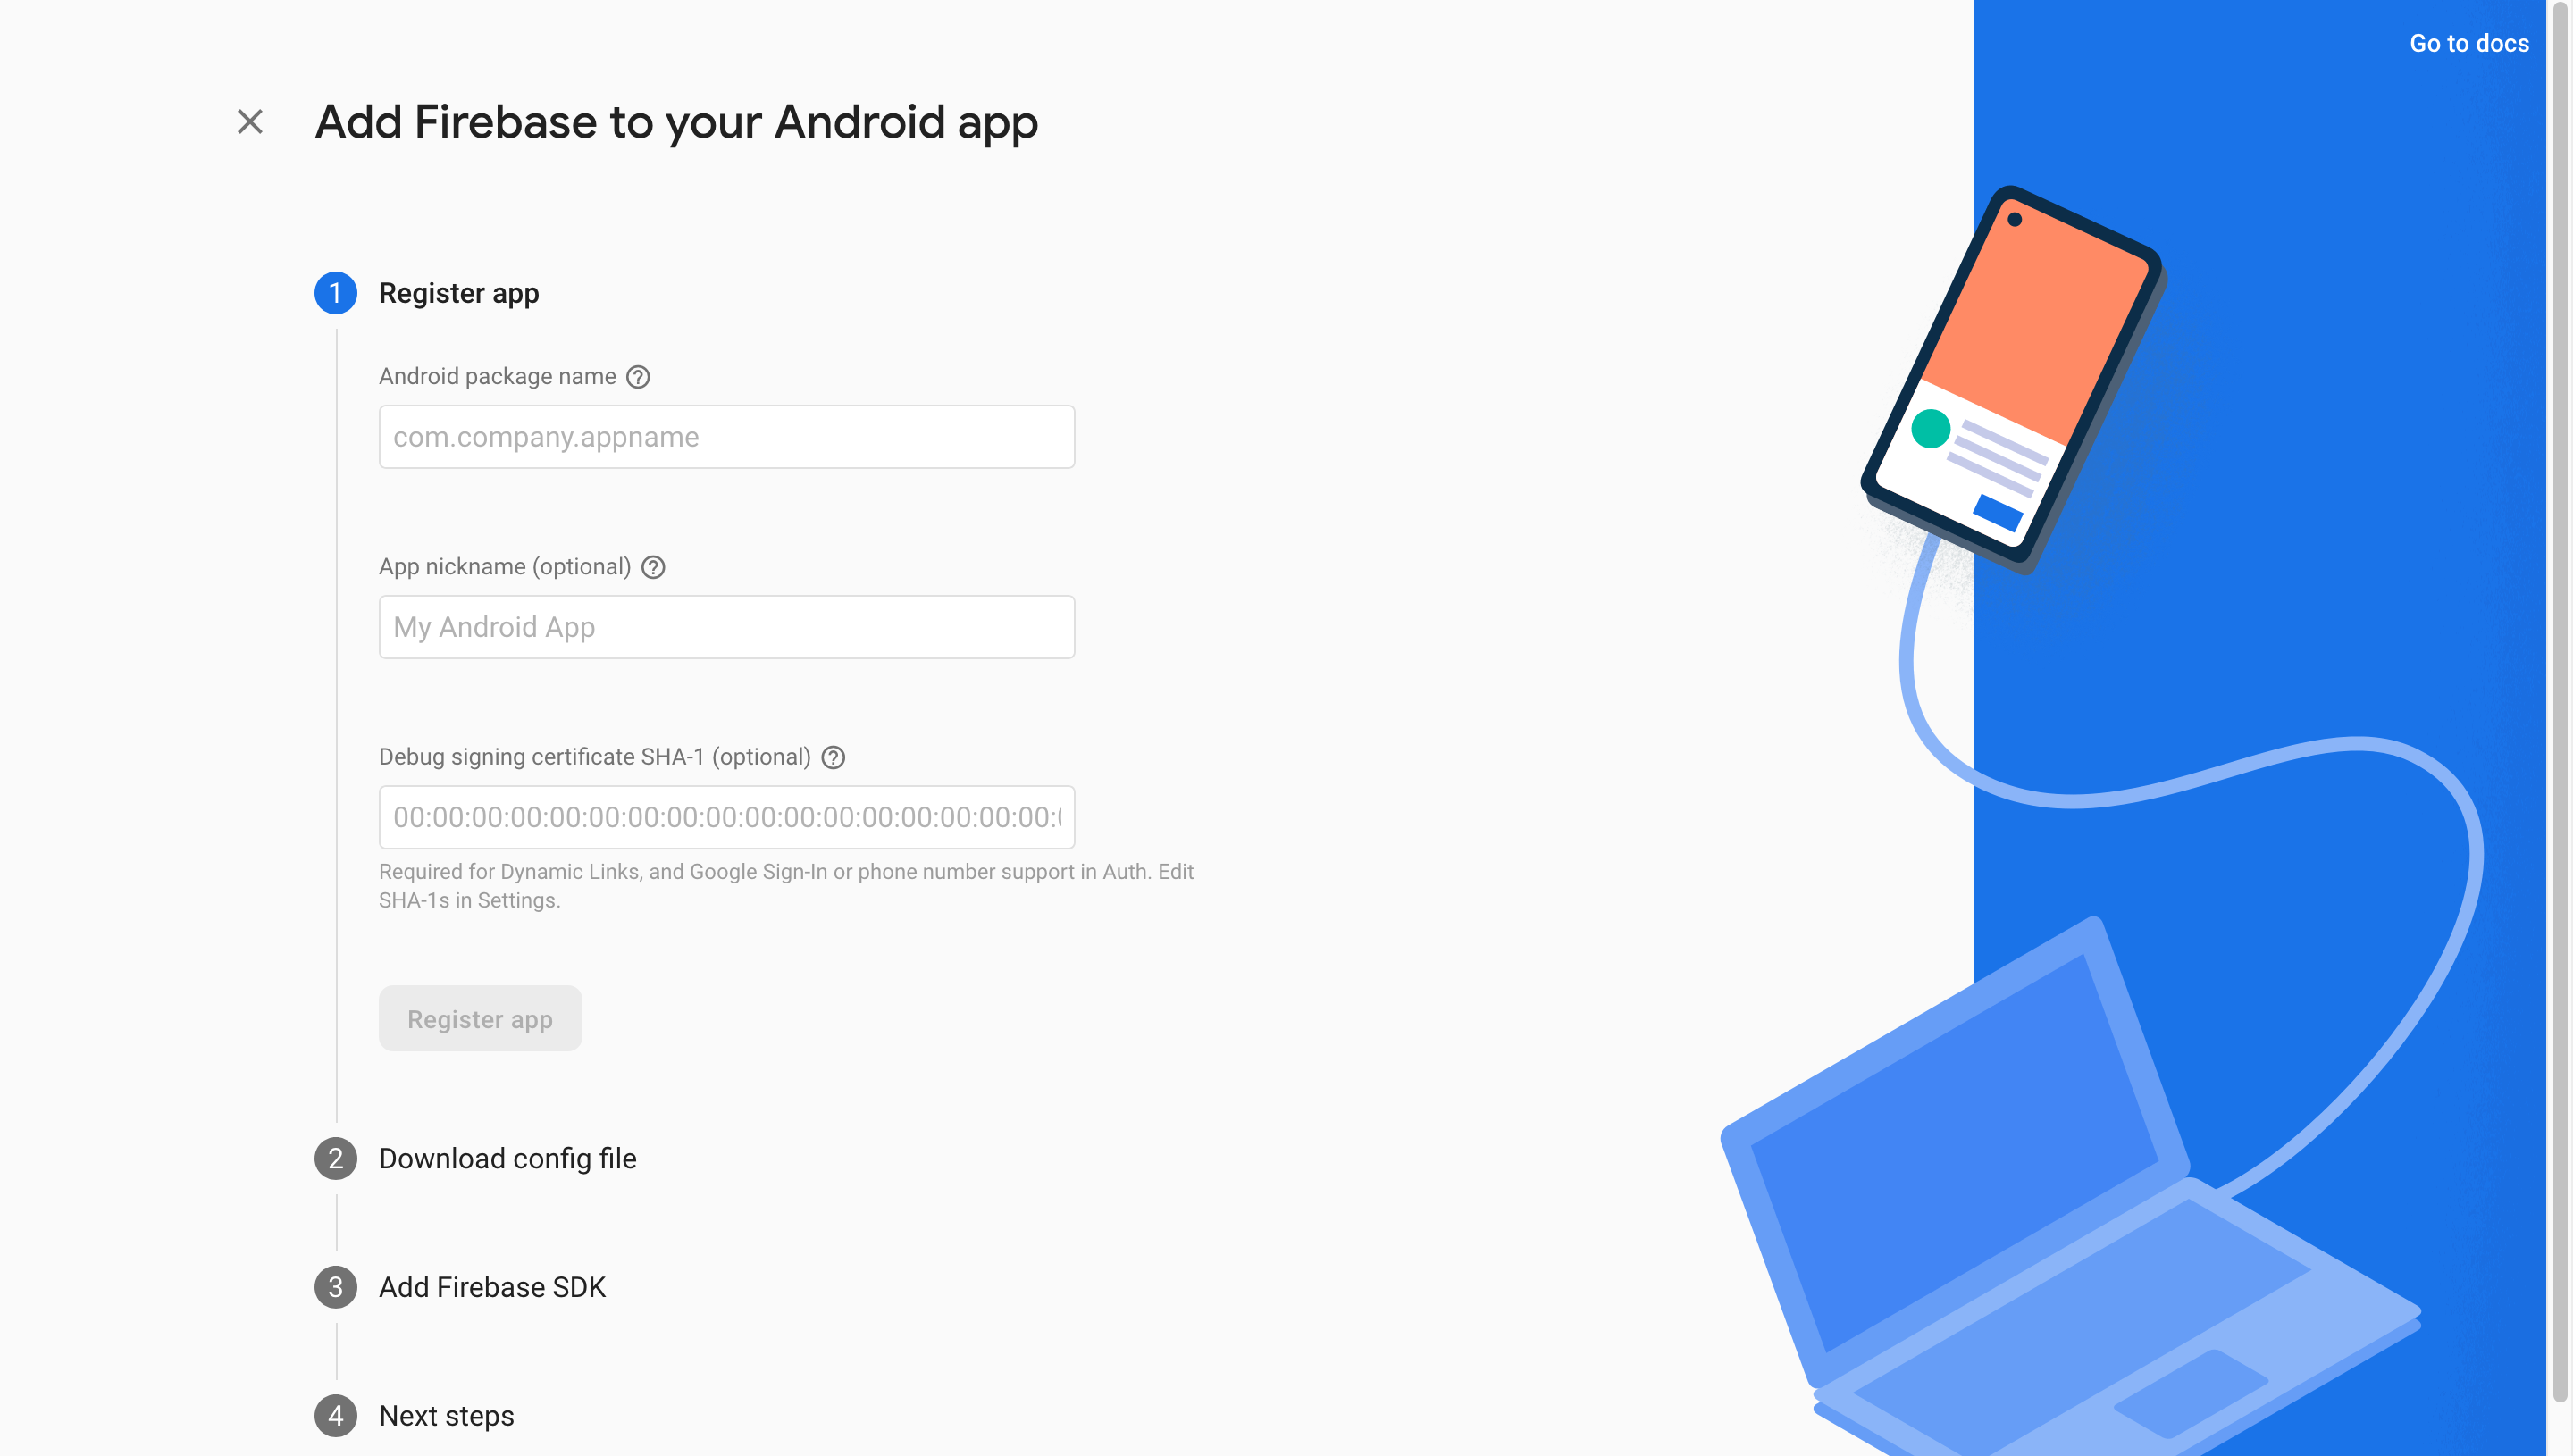 Go to docs
Add Firebase to your Android app
1 Register app
Android package name
com.company.appname
App nickname (optional)
My Android App
Debug signing certificate SHA-1 (optional)
00:00:00:00:00:00:00:00:00:00:00:00:00:00:00:00:00:
Required for Dynamic Links, and Google Sign-In or phone number support in Auth. Edit
SHA-1s in Settings.
Register app
2 Download config file
3 Add Firebase SDK
4 Next steps